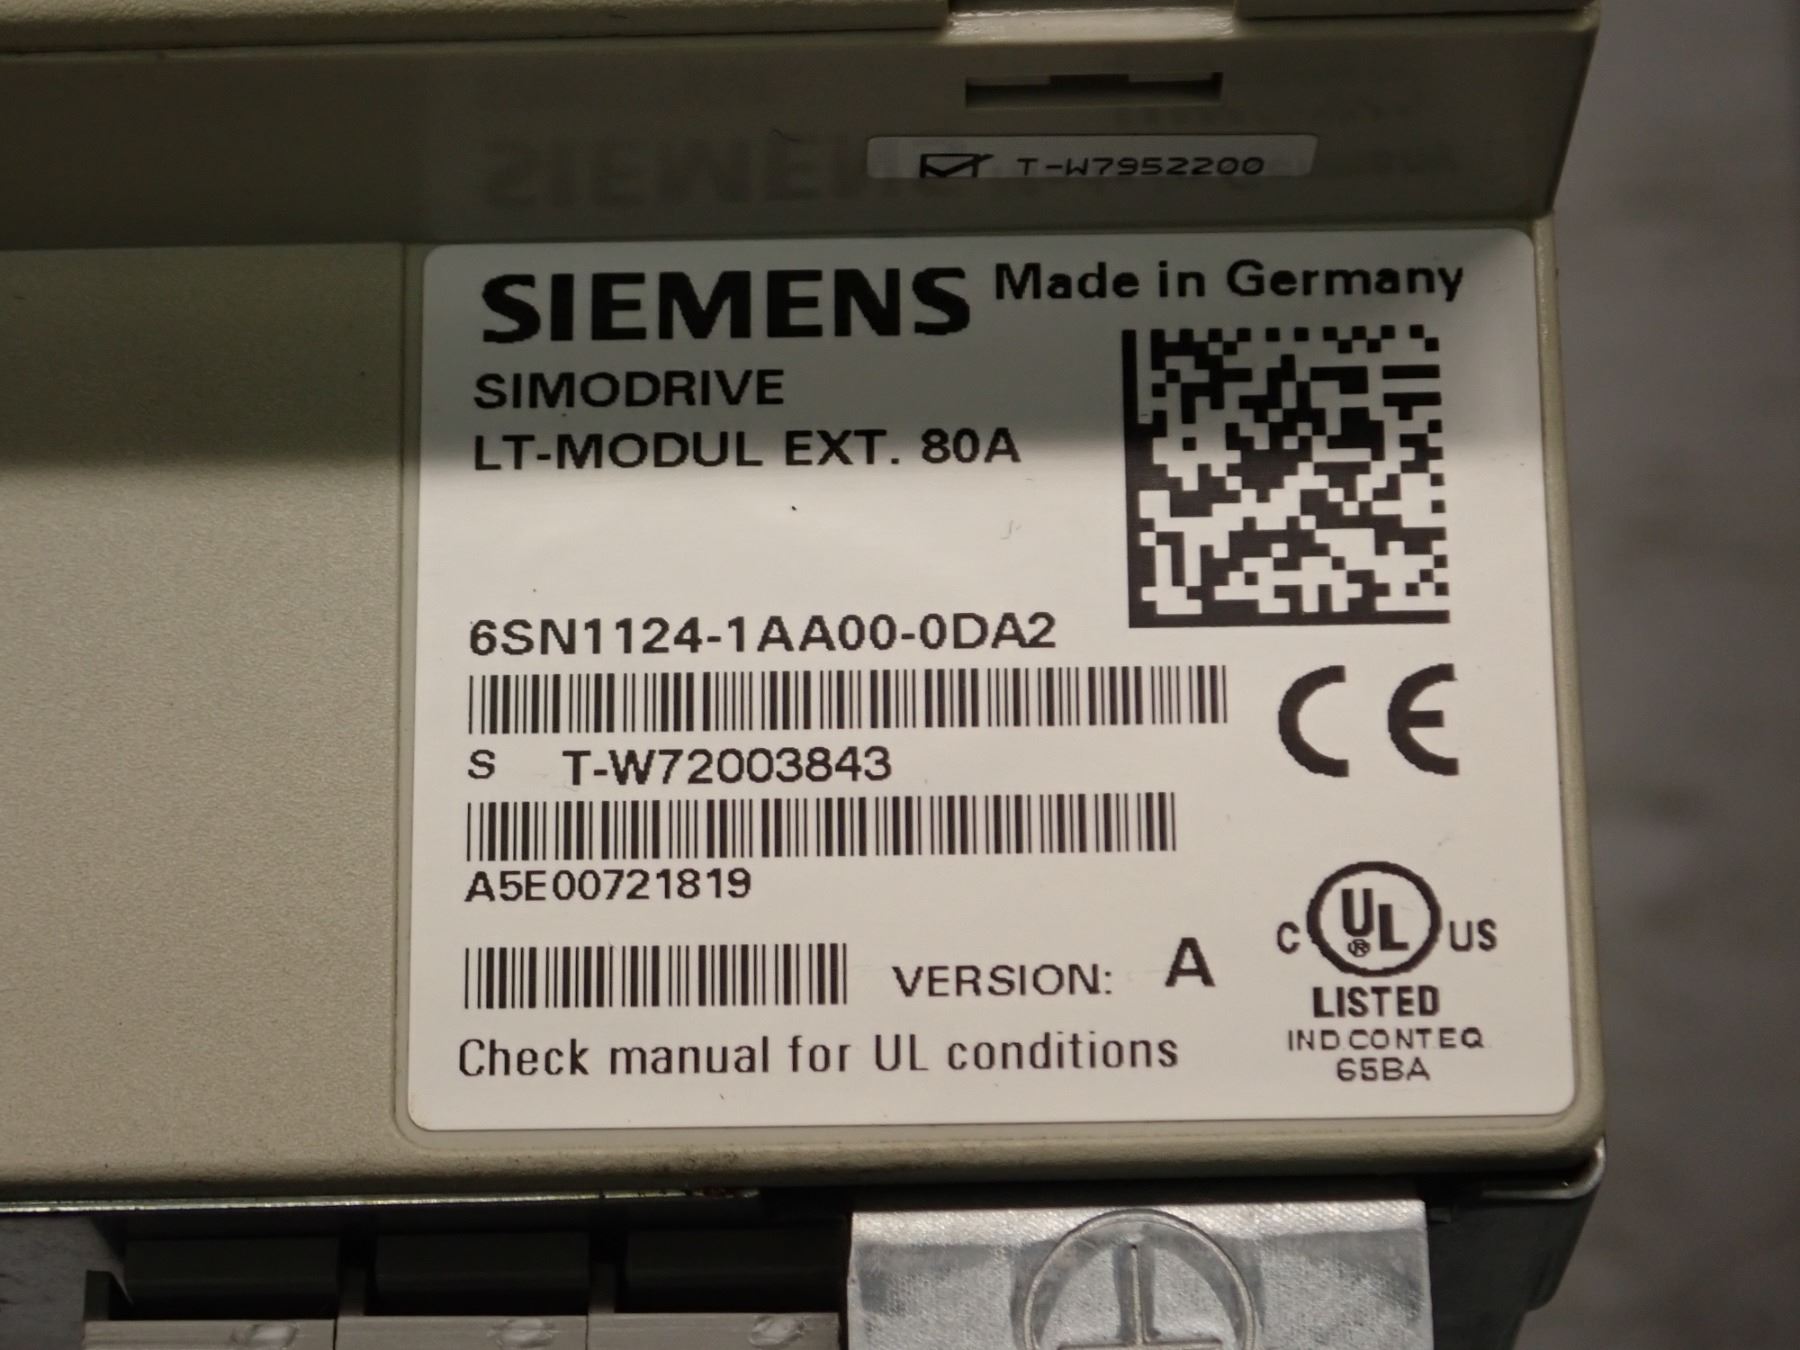 T-W7952200
SIEMENS Made in Germany
SIMODRIVE
LT-MODUL EXT. 80A
6SN1124-1AA00-0DA2
CE
S T-W72003843
A5E00721819
C UL® US
LISTED
IND CONT EQ
65BA
VERSION: A
Check manual for UL conditions